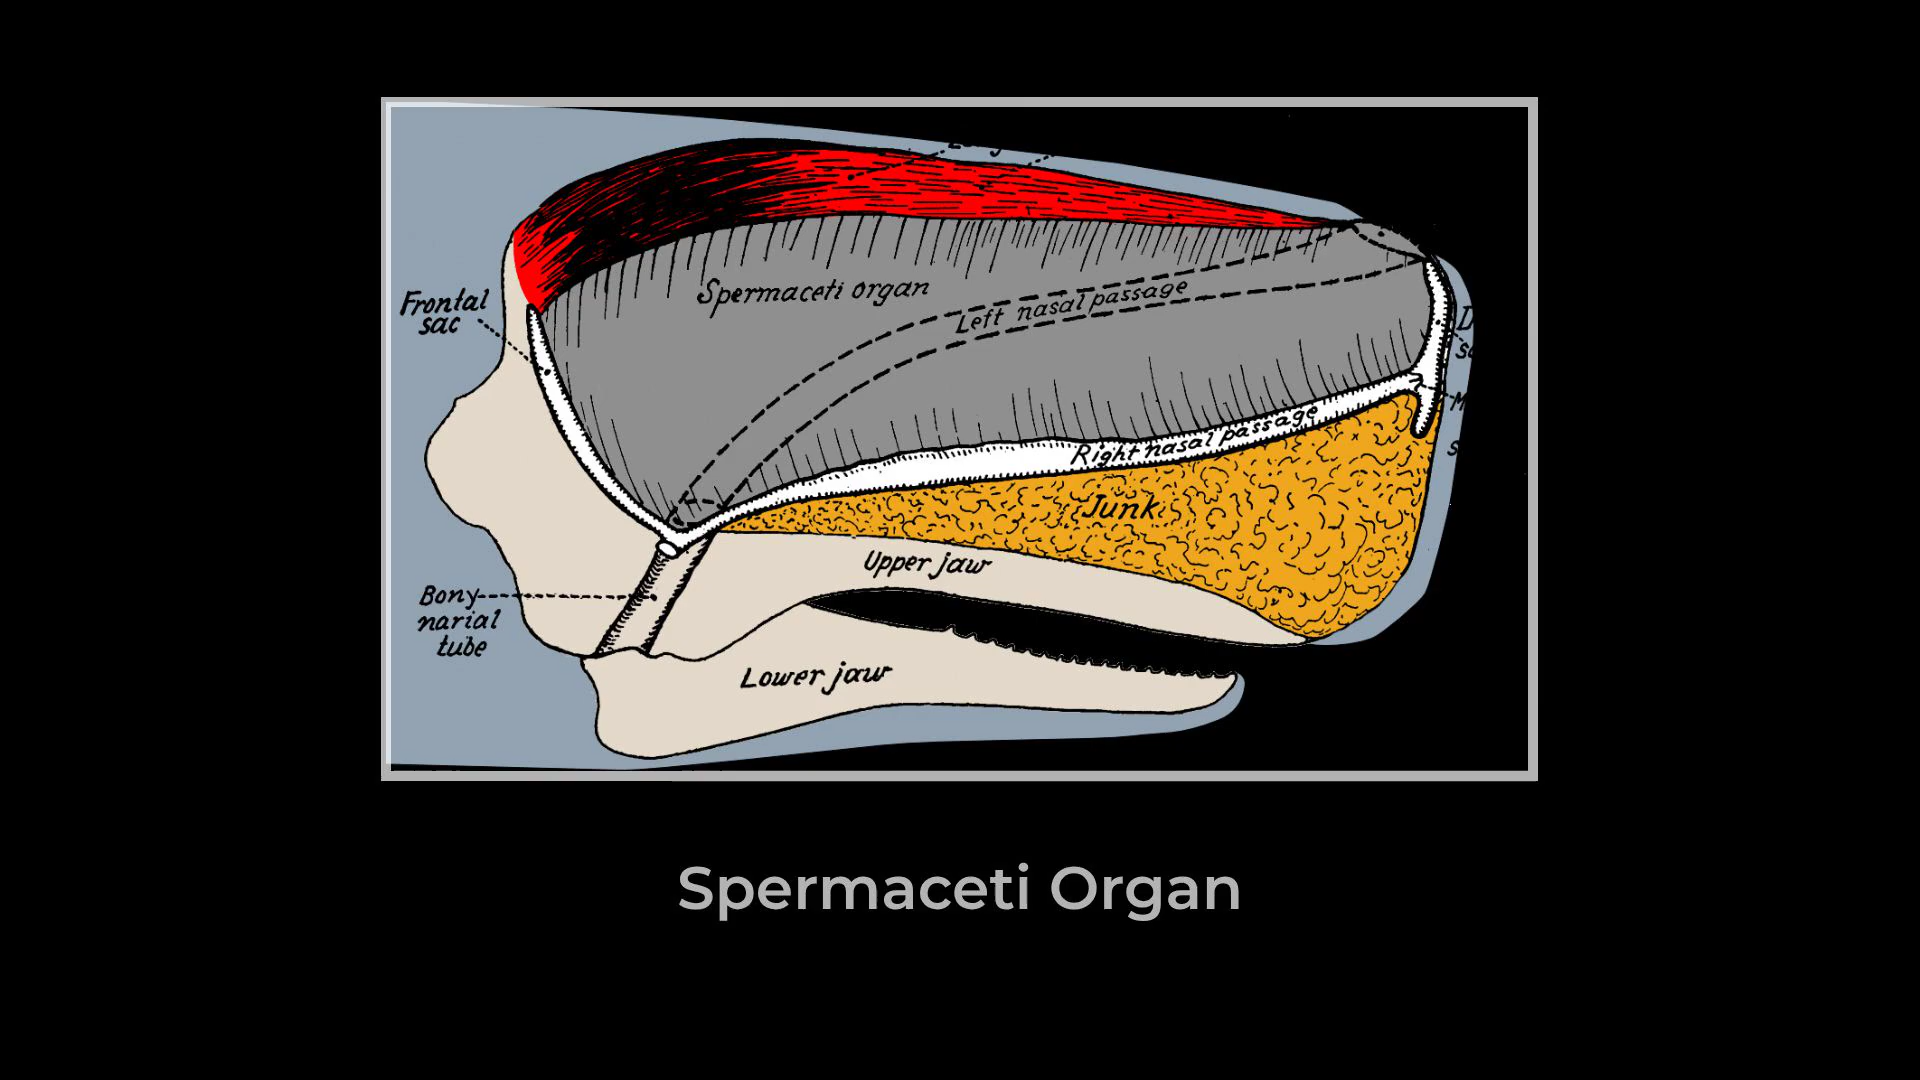 Frontal
sac
Spermaceti organ
Left nasal passage
Right nasal passage
Junk
Upper jaw
Bony
narial
tube
Lower jaw
Spermaceti Organ